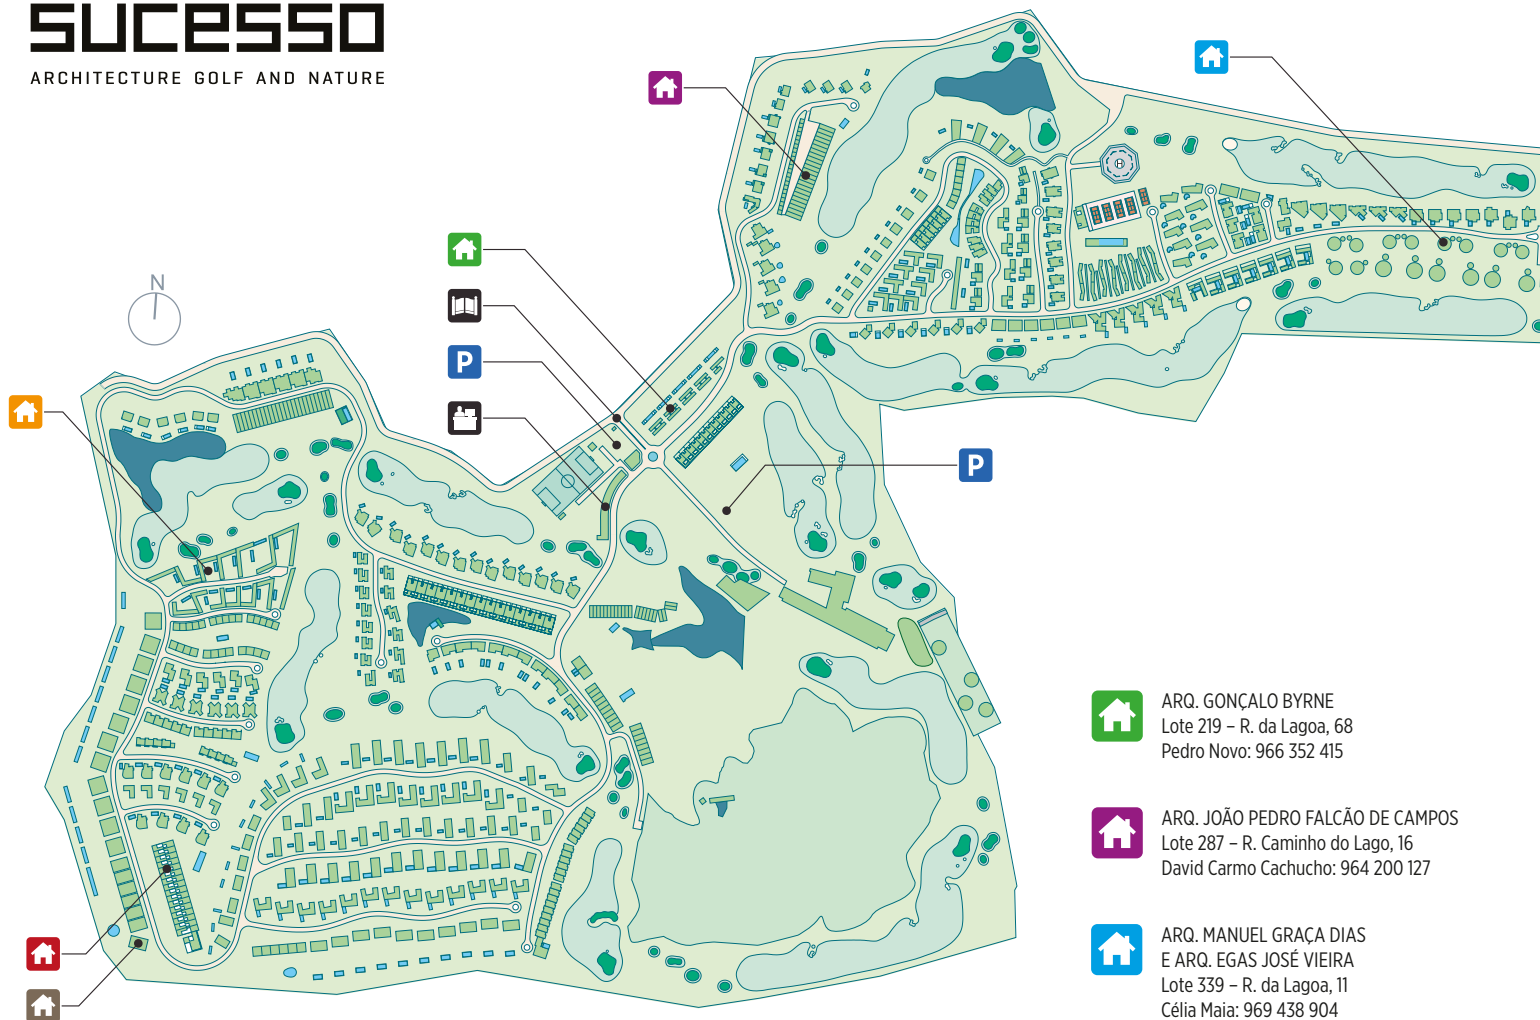 sucesso
ARCHITECTURE GOLF AND NATURE
N
P
P
H
ARQ. GONÇALO BYRNE
Lote 219 – R. da Lagoa, 68
Pedro Novo: 966 352 415
ARQ. JOÃO PEDRO FALCÃO DE CAMPOS
Lote 287 – R. Caminho do Lago, 16
David Carmo Cachucho: 964 200 127
ARQ. MANUEL GRAÇA DIAS
E ARQ. EGAS JOSÉ VIEIRA
Lote 339 – R. da Lagoa, 11
Célia Maia: 969 438 904